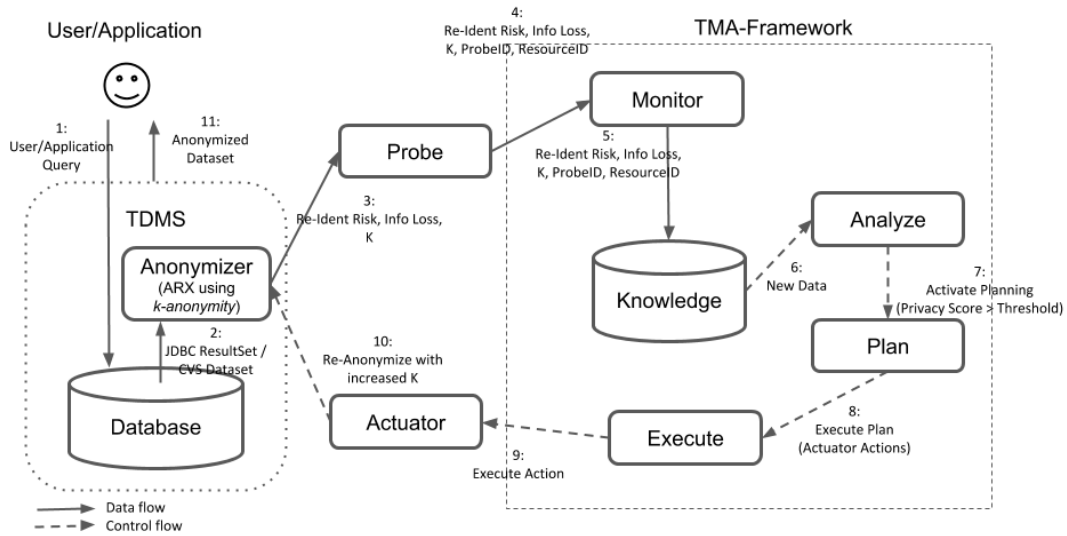 User/Application
4:
Re-Ident Risk, Info Loss,
K, ProbeID, ResourceID
TMA-Framework
Monitor
1:
User/Application
Query
11:
Anonymized
Dataset
Probe
5:
Re-Ident Risk, Info Loss,
K, ProbeID, ResourceID
3:
Re-Ident Risk, Info Loss,
K
TDMS
Anonymizer
(ARX using
k-anonymity)
Analyze
Knowledge
6:
New Data
7:
Activate Planning
(Privacy Score > Threshold)
2:
JDBC ResultSet /
CVS Dataset
10:
Re-Anonymize with
increased K
Plan
Database
Actuator
Execute
8:
Execute Plan
(Actuator Actions)
9:
Execute Action
Data flow
Control flow